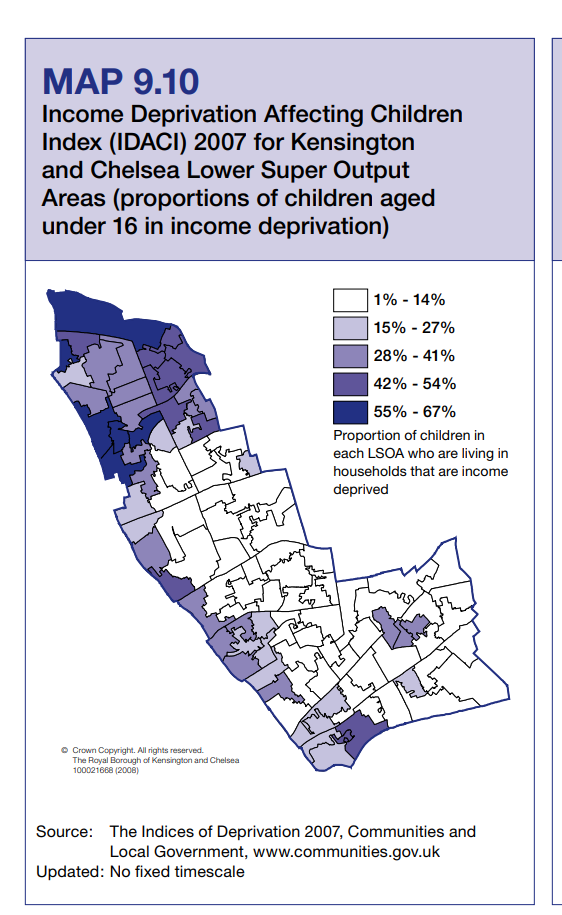 MAP 9.10
Income Deprivation Affecting Children
Index (IDACI) 2007 for Kensington
and Chelsea Lower Super Output
Areas (proportions of children aged
under 16 in income deprivation)
1% - 14%
15% - 27%
28% - 41%
42% - 54%
55% - 67%
Proportion of children in
each LSOA who are living in
households that are income
deprived
© Crown Copyright. All rights reserved.
The Royal Borough of Kensington and Chelsea
100021668 (2008)
Source: The Indices of Deprivation 2007, Communities and
Local Government, www.communities.gov.uk
Updated: No fixed timescale